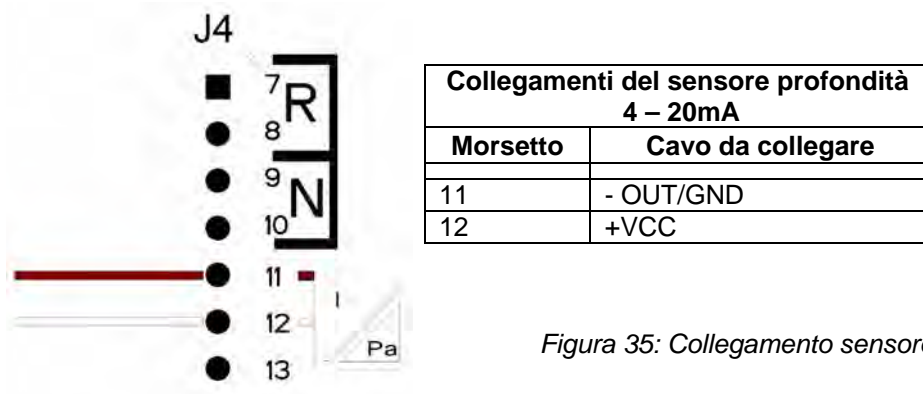 J4
7
R
8
9
N
10
11
12
Pa
13
Collegamenti del sensore profondità
4 – 20mA
Morsetto Cavo da collegare
11 - OUT/GND
12 +VCC
Figura 35: Collegamento sensore